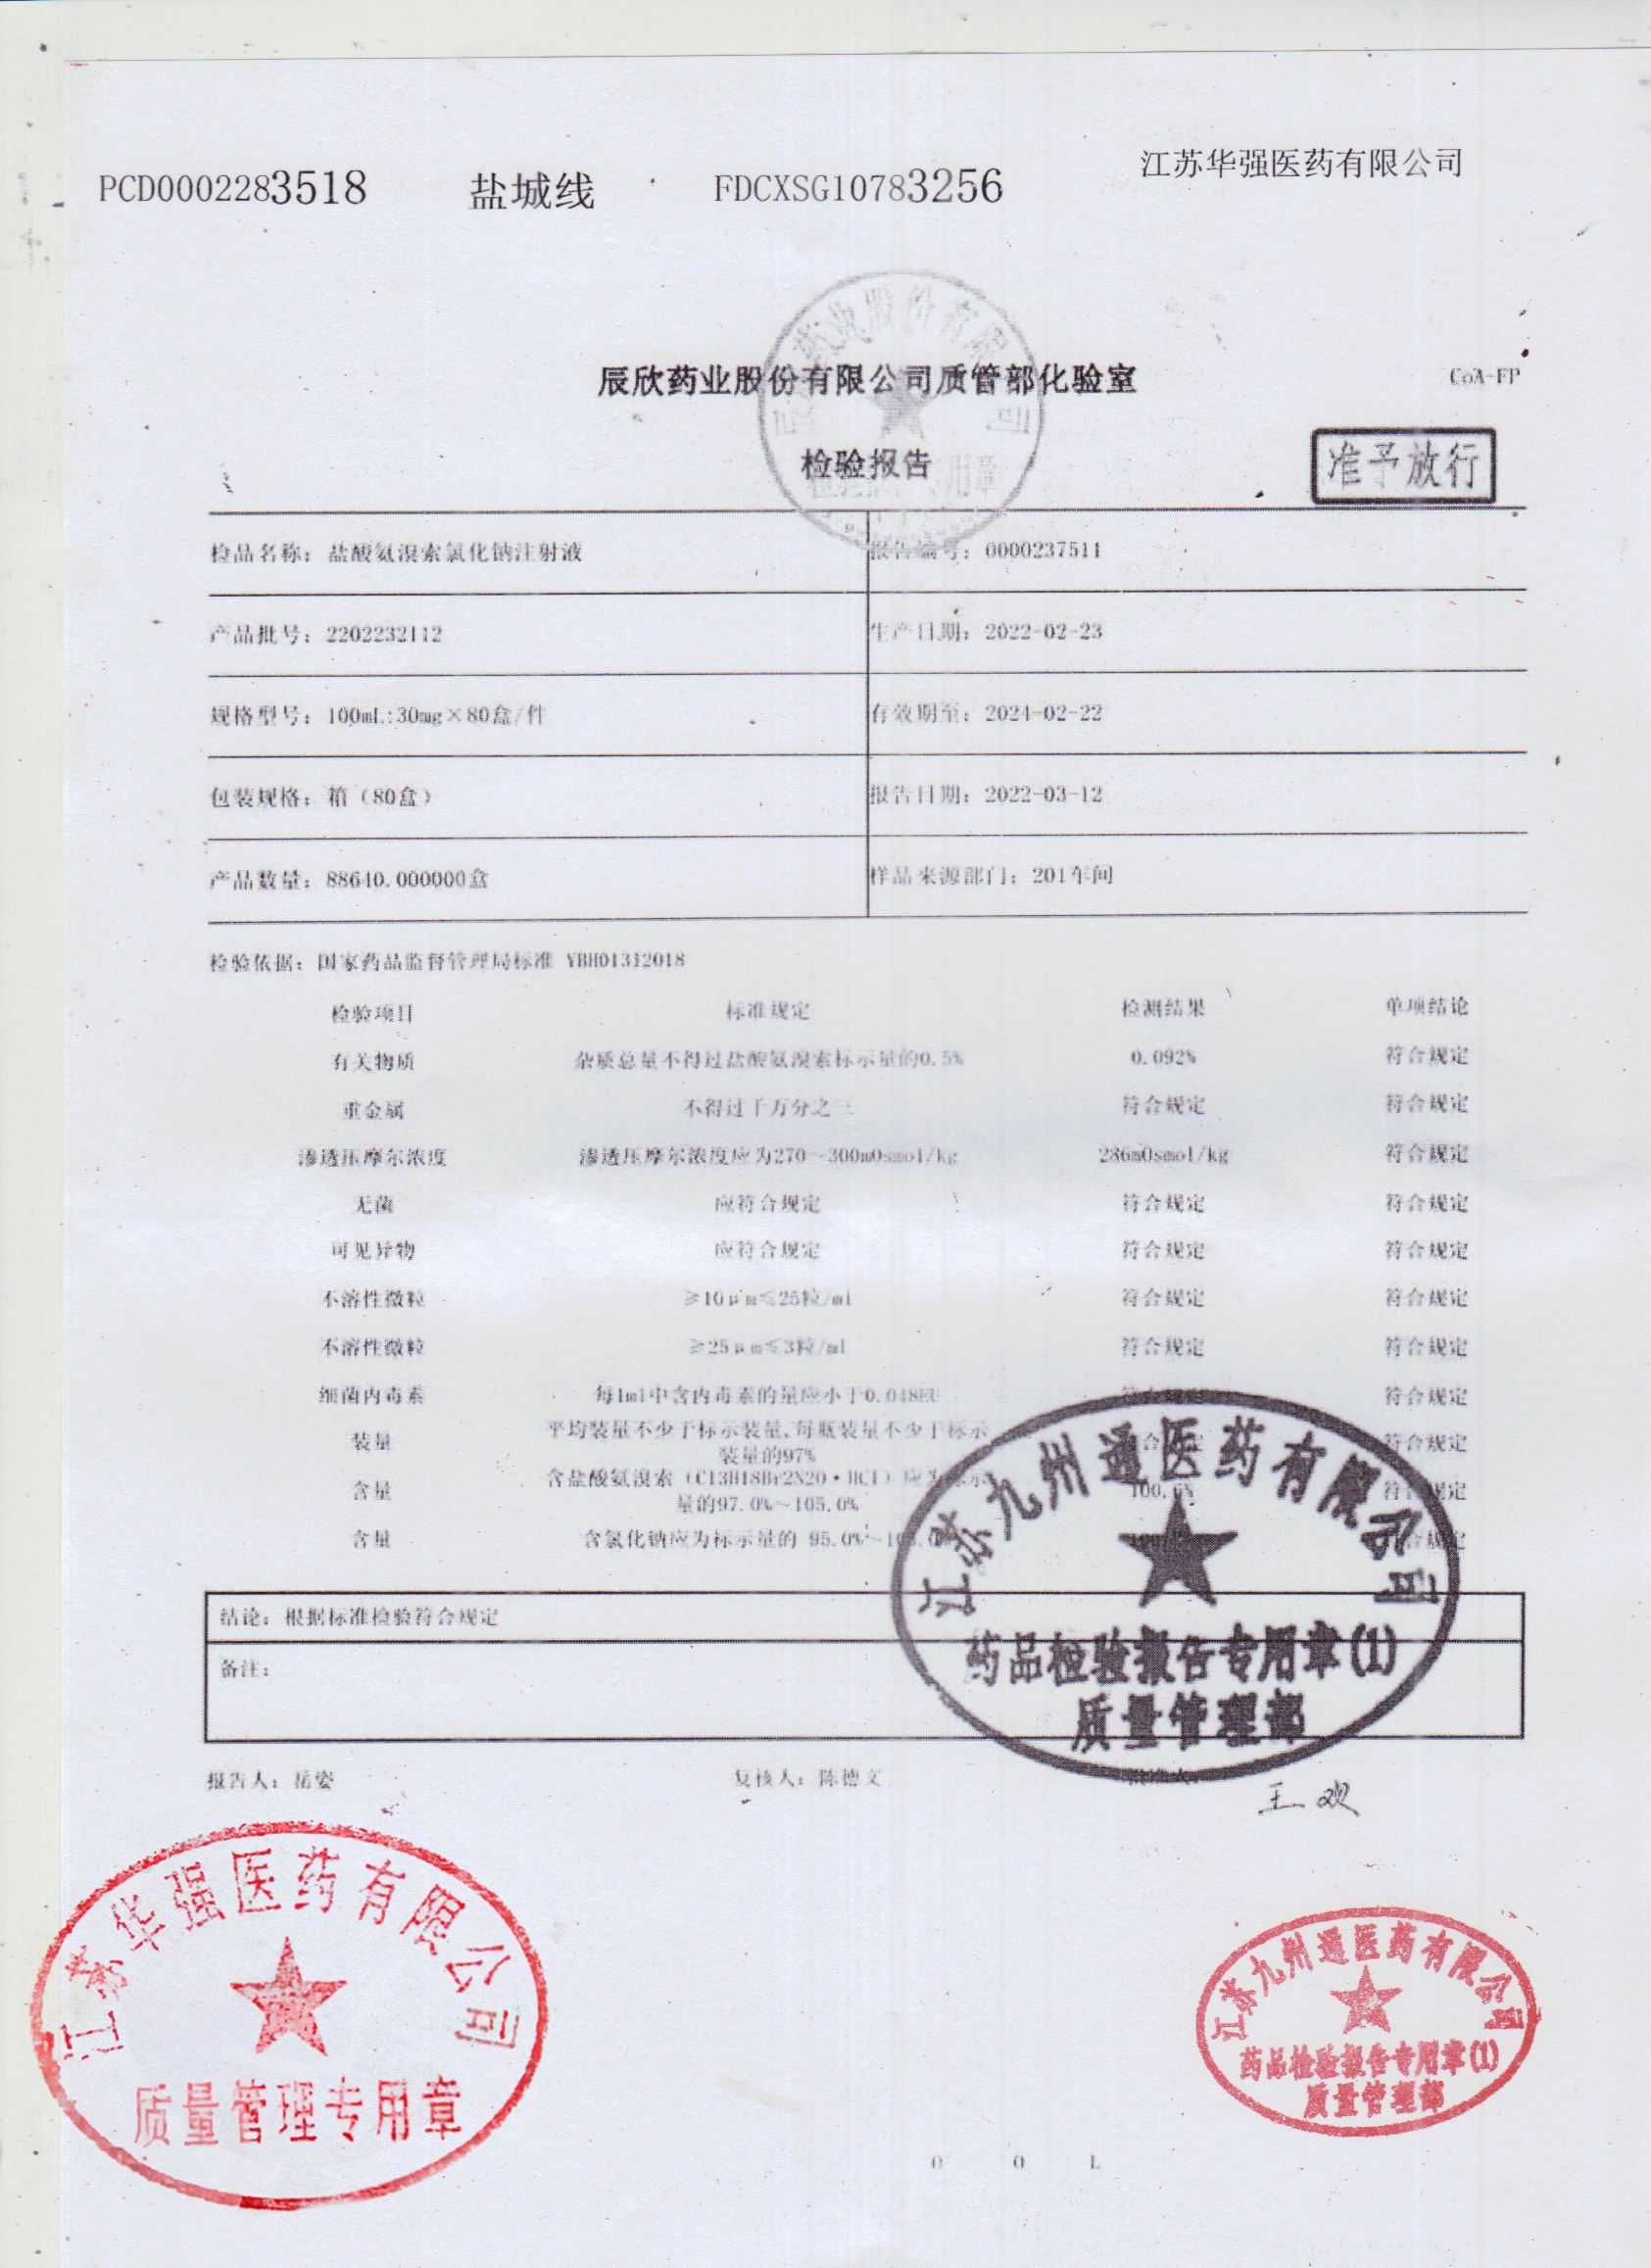 江苏华强医药有限公司
PCD0002283518 盐城线 FDCXSG10783256
辰欣药业股份有限公司质管部化验室 CoA-FP
检验报告 准予放行
检品名称：盐酸氨溴索氯化钠注射液 报告编号：0000237511
产品批号：2202232112 生产日期：2022-02-23
规格型号：100mL:30mg×80盒/件 有效期至：2024-02-22
包装规格：箱（80盒） 报告日期：2022-03-12
产品数量：88640.000000盒 样品来源部门：201车间
检验依据：国家药品监督管理局标准 YBH01312018
检验项目 标准规定 检测结果 单项结论
有关物质 杂质总量不得过盐酸氨溴索标示量的0.5% 0.092% 符合规定
重金属 不得过千万分之三 符合规定 符合规定
渗透压摩尔浓度 渗透压摩尔浓度应为270～300mOsmol/kg 286mOsmol/kg 符合规定
无菌 应符合规定 符合规定 符合规定
可见异物 应符合规定 符合规定 符合规定
不溶性微粒 ≥10μm≤25粒/ml 符合规定 符合规定
不溶性微粒 ≥25μm≤3粒/ml 符合规定 符合规定
细菌内毒素 每1ml中含内毒素的量应小于0.048EU 符合规定 符合规定
装量 平均装量不少于标示装量,每瓶装量不少于标示
装量的97% 符合规定
含量 含盐酸氨溴索（C13H18Br2N2O·HCl）应为标示
量的97.0%～105.0% 符合规定
含量 含氯化钠应为标示量的 95.0%～ 符合规定
结论：根据标准检验符合规定
备注：
报告人：岳姿 复核人：陈德文 王欢
江苏九州通医药有限公司
药品检验报告专用章(1)
质量管理部
江苏华强医药有限公司
质量管理专用章
江苏九州通医药有限公司
药品检验报告专用章(1)
质量管理部